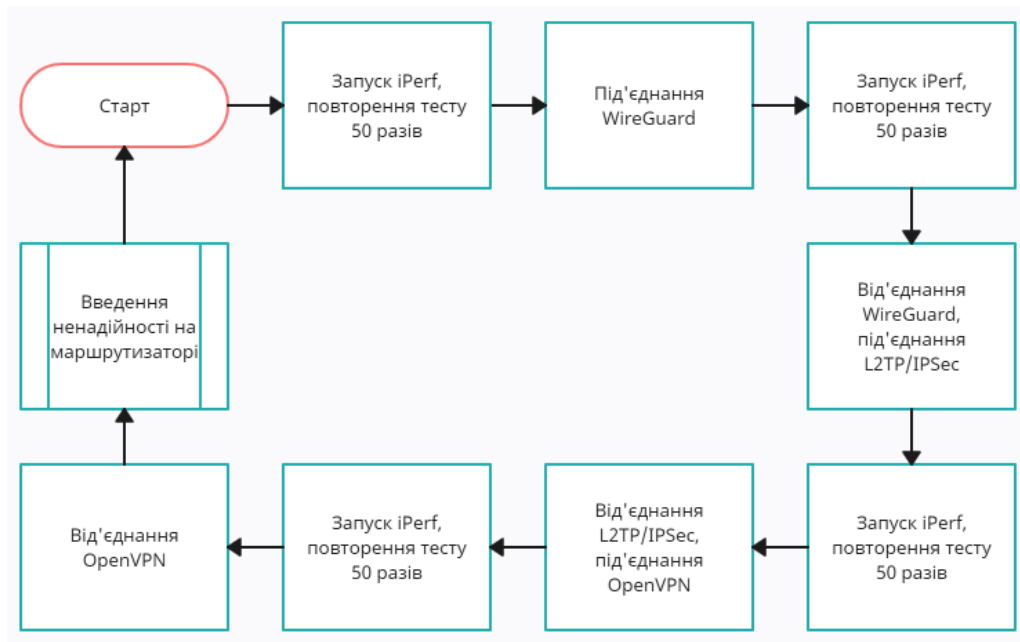 Старт
Запуск iPerf,
повторення тесту
50 разів
Під'єднання
WireGuard
Запуск iPerf,
повторення тесту
50 разів
Від'єднання
WireGuard,
під'єднання
L2TP/IPSec
Запуск iPerf,
повторення тесту
50 разів
Від'єднання
L2TP/IPSec,
під'єднання
OpenVPN
Запуск iPerf,
повторення тесту
50 разів
Від'єднання
OpenVPN
Введення
ненадійності на
маршрутизаторі